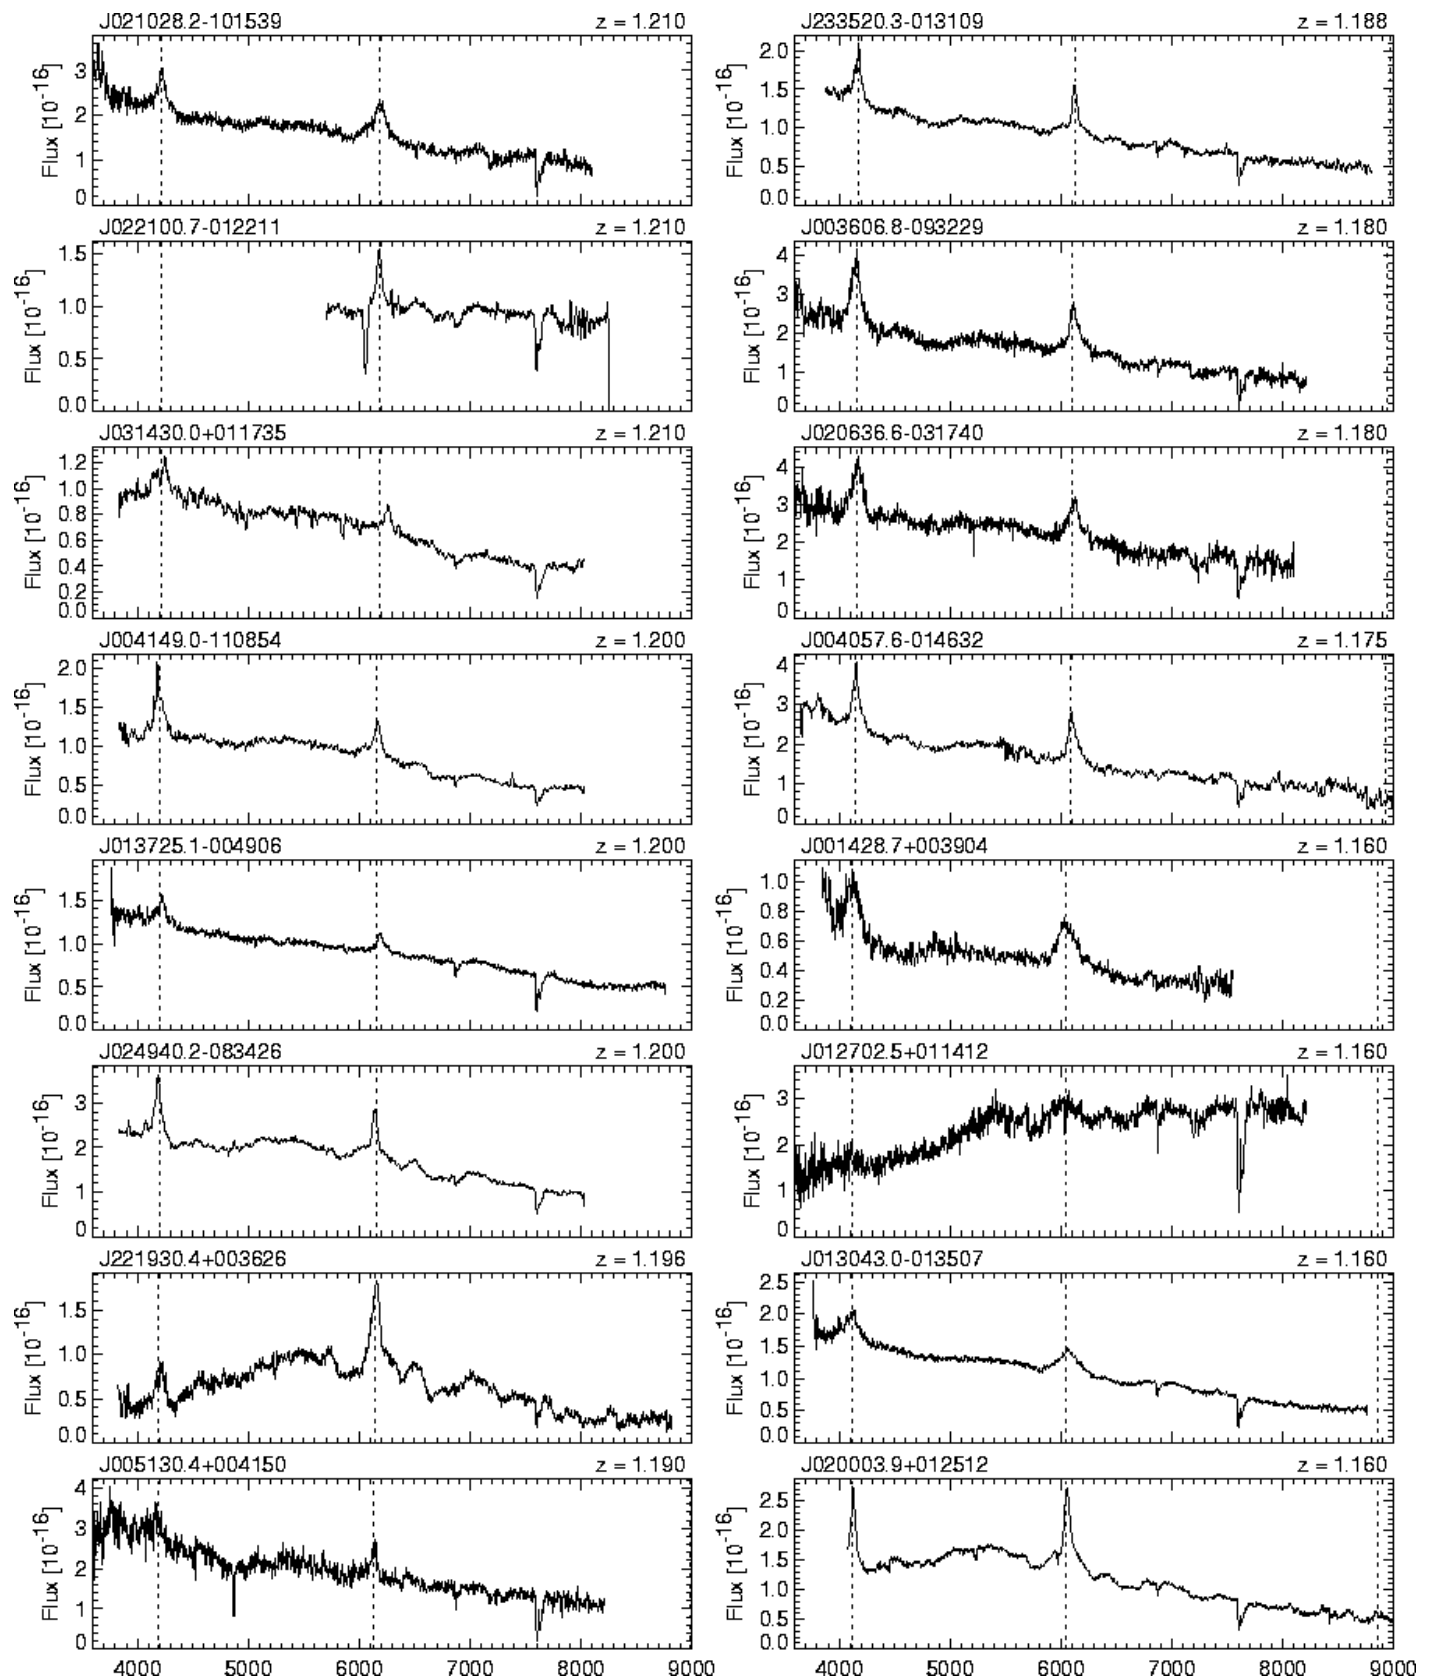 J021028.2-101539 z = 1.210
Flux [10^-16]
3
2
1
0
J022100.7-012211 z = 1.210
Flux [10^-16]
1.5
1.0
0.5
0.0
J031430.0+011735 z = 1.210
Flux [10^-16]
1.2
1.0
0.8
0.6
0.4
0.0
J004149.0-110854 z = 1.200
Flux [10^-16]
2.0
1.5
1.0
0.5
0.0
J013725.1-004906 z = 1.200
Flux [10^-16]
1.5
1.0
0.5
0.0
J024940.2-083426 z = 1.200
Flux [10^-16]
3
2
1
0
J221930.4+003626 z = 1.196
Flux [10^-16]
1.5
1.0
0.5
0.0
J005130.4+004150 z = 1.190
Flux [10^-16]
4
3
2
1
0
4000 5000 6000 7000 8000 9000
J233520.3-013109 z = 1.188
Flux [10^-16]
2.0
1.5
1.0
0.5
0.0
J003606.8-093229 z = 1.180
Flux [10^-16]
4
3
2
1
0
J020636.6-031740 z = 1.180
Flux [10^-16]
4
3
2
1
0
J004057.6-014632 z = 1.175
Flux [10^-16]
4
3
2
1
0
J001428.7+003904 z = 1.160
Flux [10^-16]
1.0
0.8
0.6
0.4
0.2
0.0
J012702.5+011412 z = 1.160
Flux [10^-16]
3
2
1
0
J013043.0-013507 z = 1.160
Flux [10^-16]
2.5
2.0
1.5
1.0
0.5
0.0
J020003.9+012512 z = 1.160
Flux [10^-16]
2.5
2.0
1.5
1.0
0.5
0.0
4000 5000 6000 7000 8000 9000